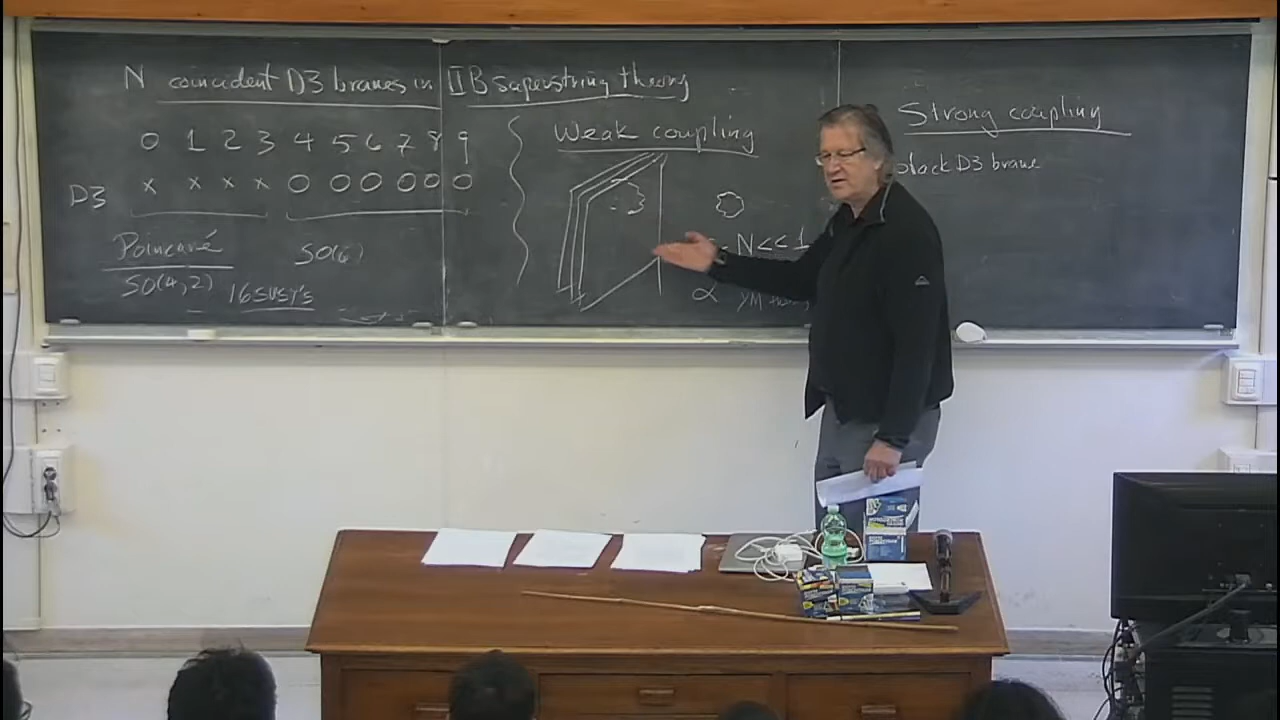 N coincident D3 branes in IIB superstring theory
0 1 2 3 4 5 6 7 8 9
D3 x x x x 0 0 0 0 0 0
Poincaré
SO(6)
SO(4,2)
16 SUSY's
Weak coupling
N << 1
α
YM
Strong coupling
black D3 brane